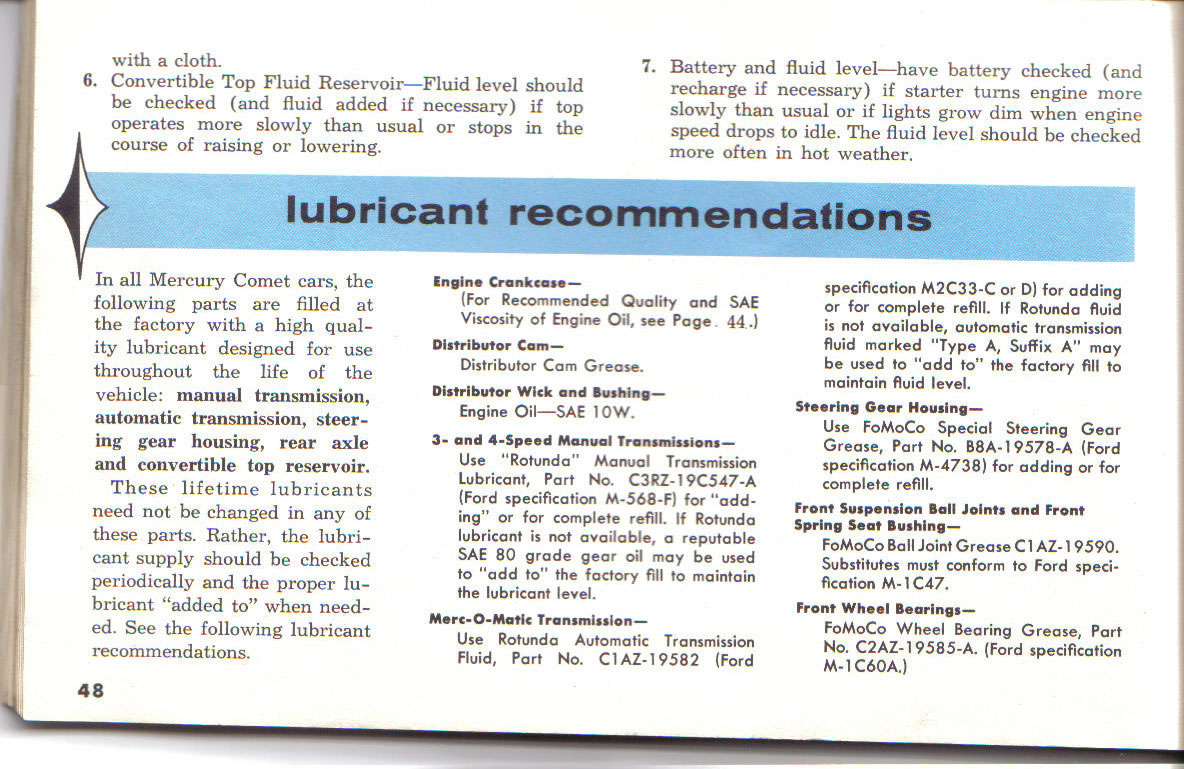 with a cloth.
6. Convertible Top Fluid Reservoir—Fluid level should
be checked (and fluid added if necessary) if top
operates more slowly than usual or stops in the
course of raising or lowering.
7. Battery and fluid level—have battery checked (and
recharge if necessary) if starter turns engine more
slowly than usual or if lights grow dim when engine
speed drops to idle. The fluid level should be checked
more often in hot weather.
lubricant recommendations
In all Mercury Comet cars, the
following parts are filled at
the factory with a high qual-
ity lubricant designed for use
throughout the life of the
vehicle: manual transmission,
automatic transmission, steer-
ing gear housing, rear axle
and convertible top reservoir.
These lifetime lubricants
need not be changed in any of
these parts. Rather, the lubri-
cant supply should be checked
periodically and the proper lu-
bricant “added to” when need-
ed. See the following lubricant
recommendations.
Engine Crankcase—
(For Recommended Quality and SAE
Viscosity of Engine Oil, see Page. 44.)
Distributor Cam—
Distributor Cam Grease.
Distributor Wick and Bushing—
Engine Oil—SAE 10W.
3- and 4-Speed Manual Transmissions—
Use "Rotunda" Manual Transmission
Lubricant, Part No. C3RZ-19C547-A
(Ford specification M-568-F) for "add-
ing" or for complete refill. If Rotunda
lubricant is not available, a reputable
SAE 80 grade gear oil may be used
to "add to" the factory fill to maintain
the lubricant level.
Merc-O-Matic Transmission—
Use Rotunda Automatic Transmission
Fluid, Part No. C1AZ-19582 (Ford
specification M2C33-C or D) for adding
or for complete refill. If Rotunda fluid
is not available, automatic transmission
fluid marked "Type A, Suffix A" may
be used to "add to" the factory fill to
maintain fluid level.
Steering Gear Housing—
Use FoMoCo Special Steering Gear
Grease, Part No. B8A-19578-A (Ford
specification M-4738) for adding or for
complete refill.
Front Suspension Ball Joints and Front
Spring Seat Bushing—
FoMoCo Ball Joint Grease C1AZ-19590.
Substitutes must conform to Ford speci-
fication M-1C47.
Front Wheel Bearings—
FoMoCo Wheel Bearing Grease, Part
No. C2AZ-19585-A. (Ford specification
M-1C60A.)
48